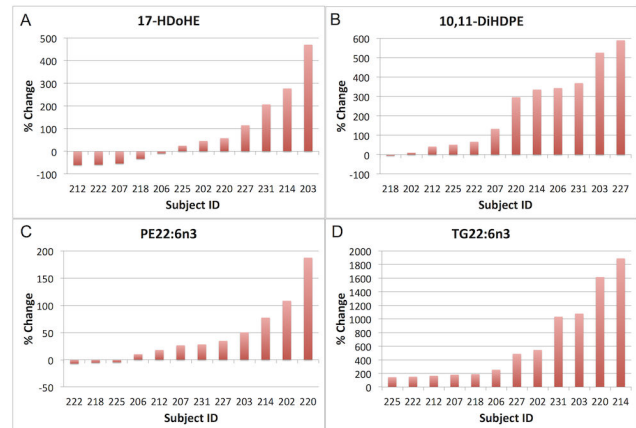 A
17-HDoHE
500
400
300
200
100
0
-100
% Change
212 222 207 218 206 225 202 220 227 231 214 203
Subject ID
B
10,11-DiHDPE
600
500
400
300
200
100
0
-100
% Change
218 202 212 225 222 207 220 214 206 231 203 227
Subject ID
C
PE22:6n3
200
150
100
50
0
-50
% Change
222 218 225 206 212 207 231 227 203 214 202 220
Subject ID
D
TG22:6n3
2000
1800
1600
1400
1200
1000
800
600
400
200
0
% Change
225 222 212 207 218 206 227 202 231 203 220 214
Subject ID